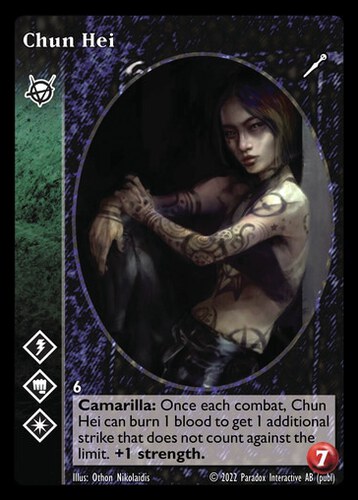 Chun Hei
6
Camarilla: Once each combat, Chun
Hei can burn 1 blood to get 1 additional
strike that does not count against the
limit. +1 strength.
7
Illus: Othon Nikolaidis © 2022 Paradox Interactive AB (publ)